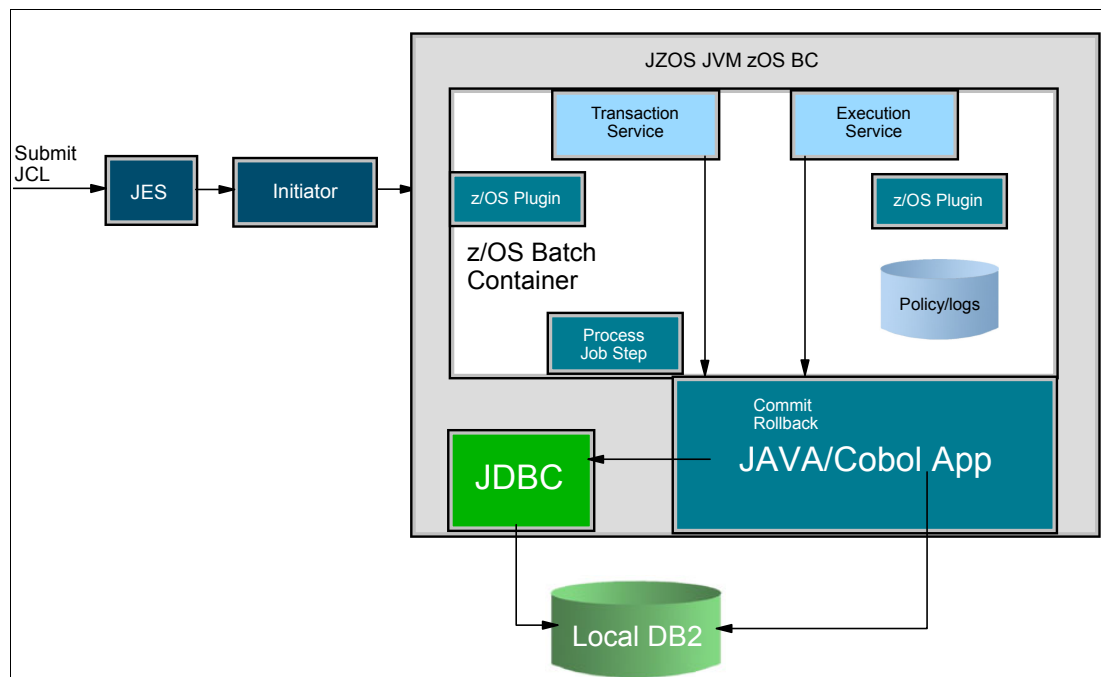 JZOS JVM zOS BC
Transaction
Service
Execution
Service
Submit
JCL
JES
Initiator
z/OS Plugin
z/OS Plugin
z/OS Batch
Container
Policy/logs
Process
Job Step
Commit
Rollback
JAVA/Cobol App
JDBC
Local DB2